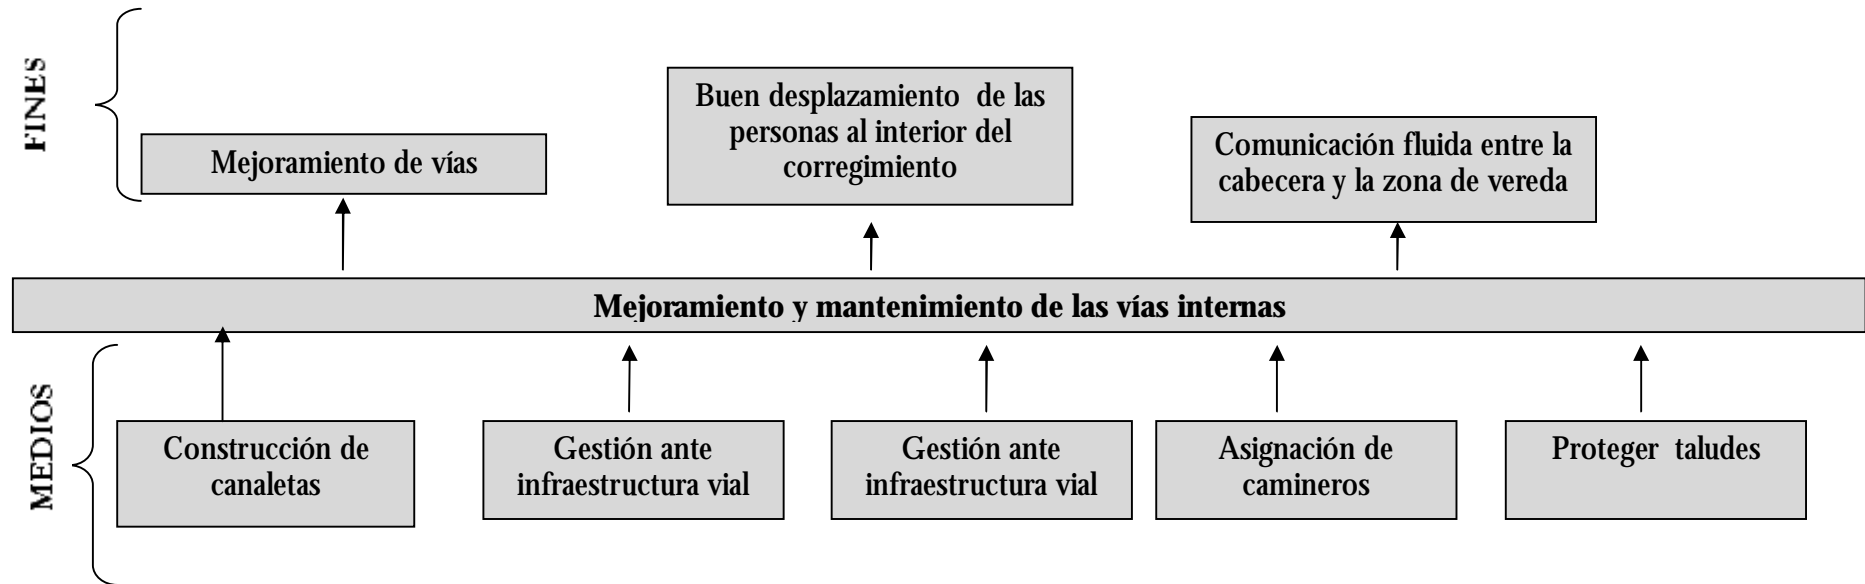 FINES
Mejoramiento de vías
Buen desplazamiento de las
personas al interior del
corregimiento
Comunicación fluida entre la
cabecera y la zona de vereda
Mejoramiento y mantenimiento de las vías internas
MEDIOS
Construcción de
canaletas
Gestión ante
infraestructura vial
Gestión ante
infraestructura vial
Asignación de
camineros
Proteger taludes